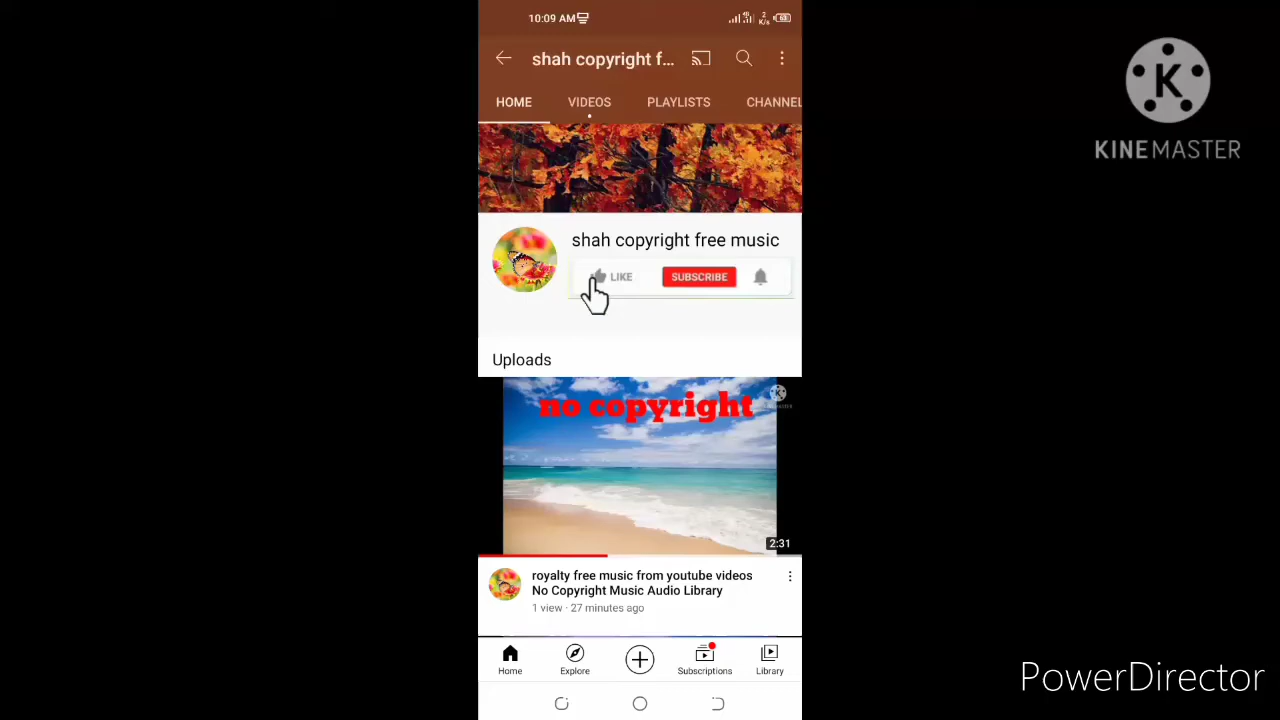 10:09 AM
2
K/s
63
shah copyright f...
HOME VIDEOS PLAYLISTS CHANNEL
K
KINEMASTER
shah copyright free music
LIKE SUBSCRIBE
Uploads
no copyright
2:31
royalty free music from youtube videos
No Copyright Music Audio Library
1 view · 27 minutes ago
Home Explore Subscriptions Library
PowerDirector